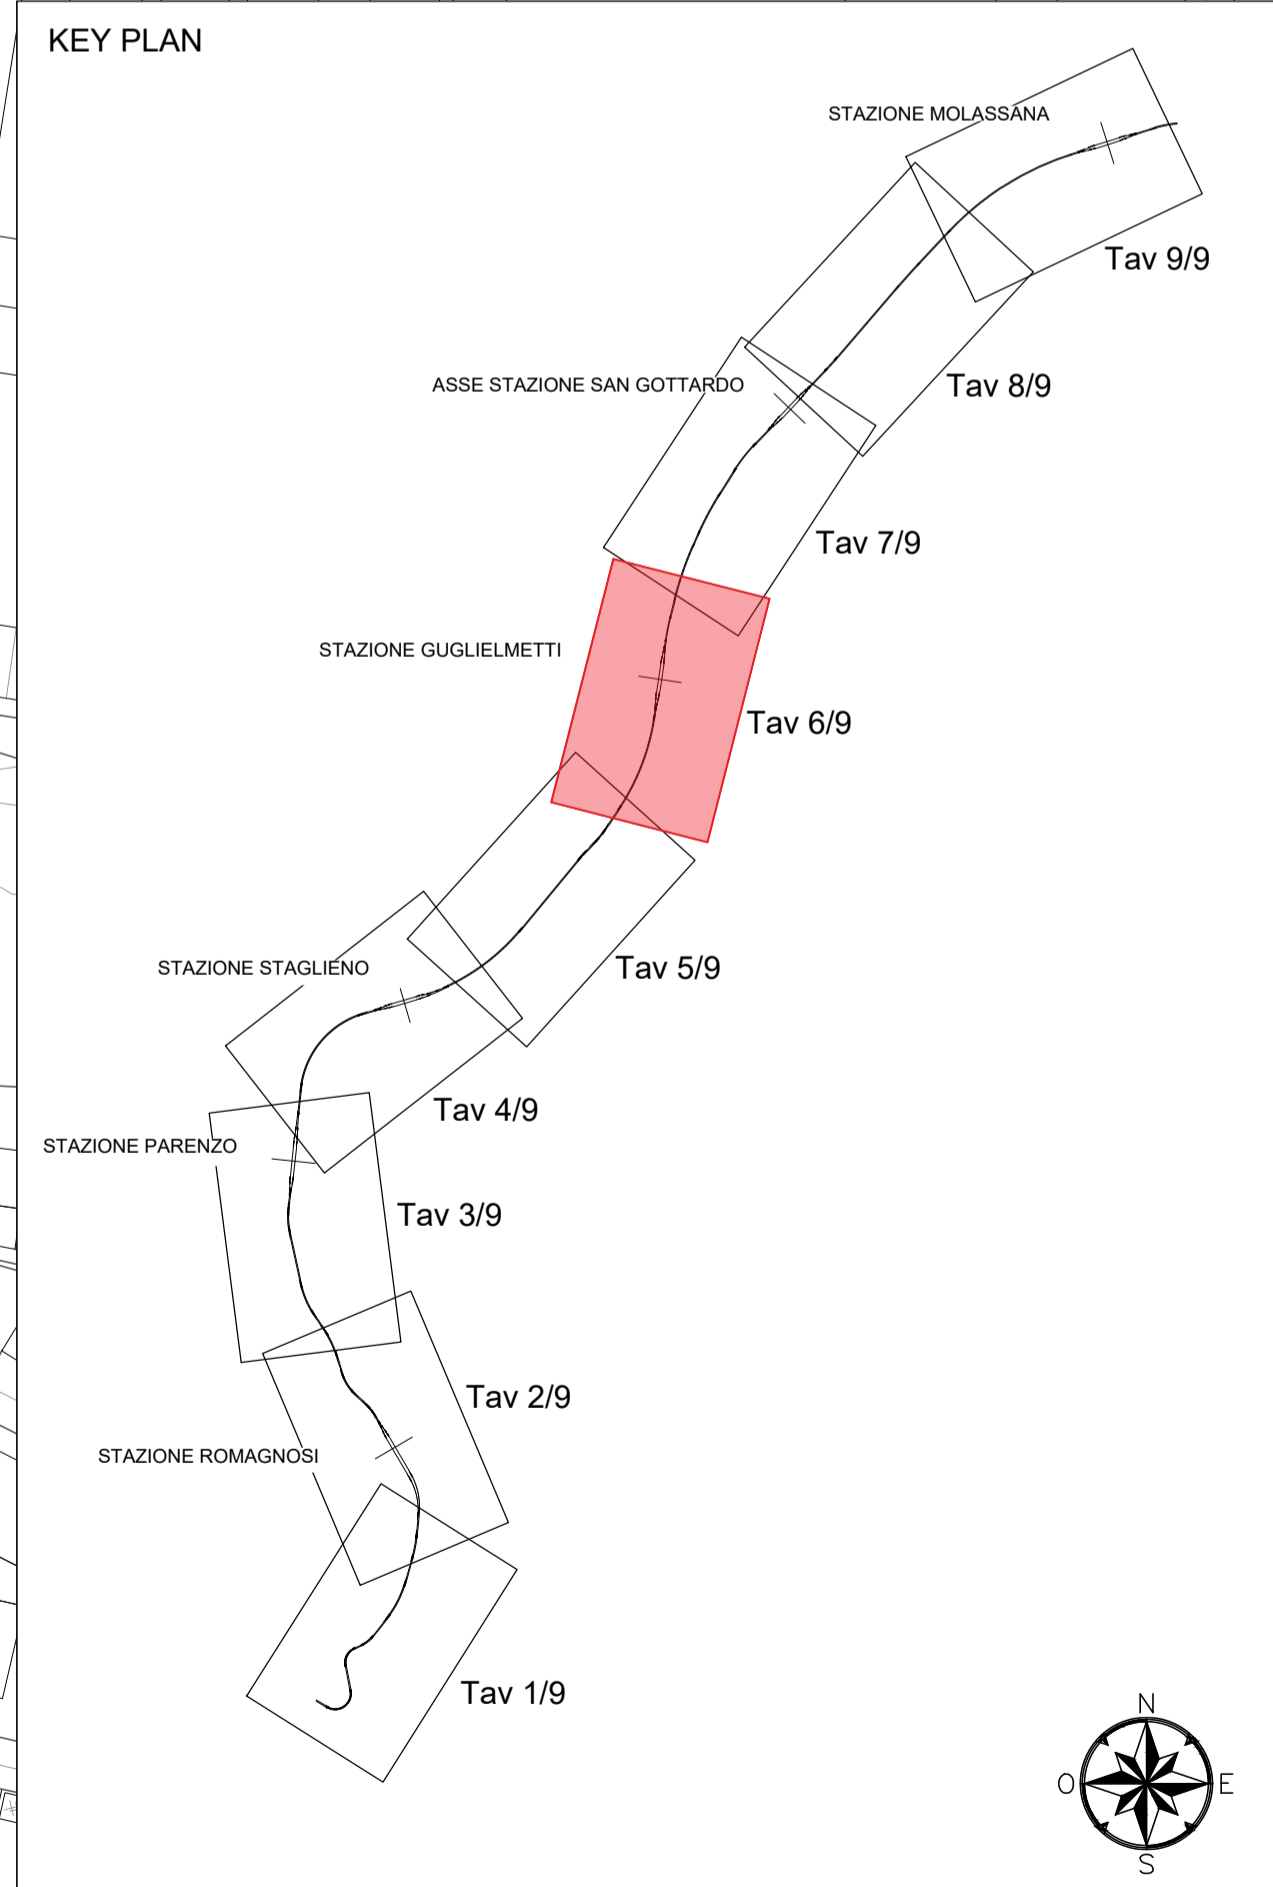 KEY PLAN
STAZIONE MOLASSANA
Tav 9/9
ASSE STAZIONE SAN GOTTARDO
Tav 8/9
Tav 7/9
STAZIONE GUGLIELMETTI
Tav 6/9
STAZIONE STAGLIENO
Tav 5/9
Tav 4/9
STAZIONE PARENZO
Tav 3/9
Tav 2/9
STAZIONE ROMAGNOSI
Tav 1/9
N
O
E
S